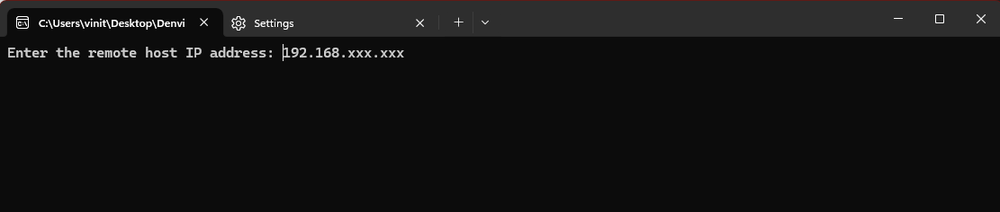 C:\Users\vinit\Desktop\Denvi
Settings
Enter the remote host IP address: 192.168.xxx.xxx